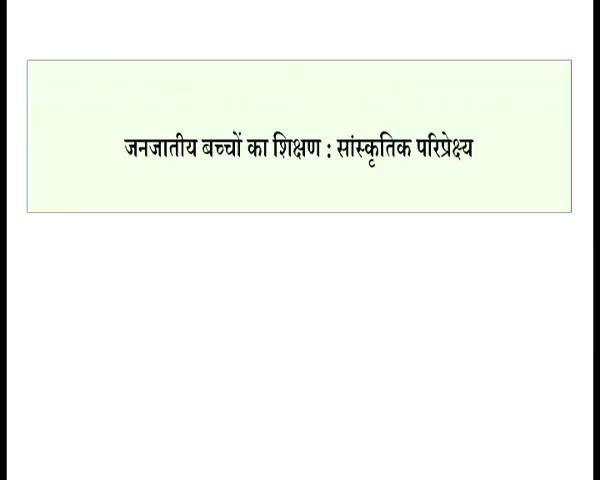 जनजातीय बच्चों का शिक्षण : सांस्कृतिक परिप्रेक्ष्य